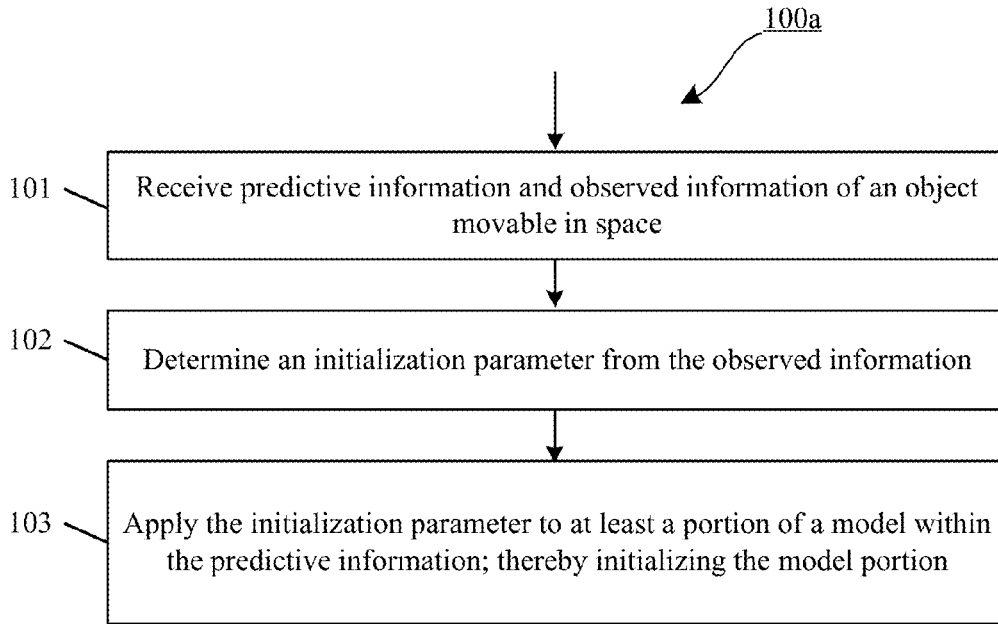 100a
101
Receive predictive information and observed information of an object
movable in space
102
Determine an initialization parameter from the observed information
103
Apply the initialization parameter to at least a portion of a model within
the predictive information; thereby initializing the model portion